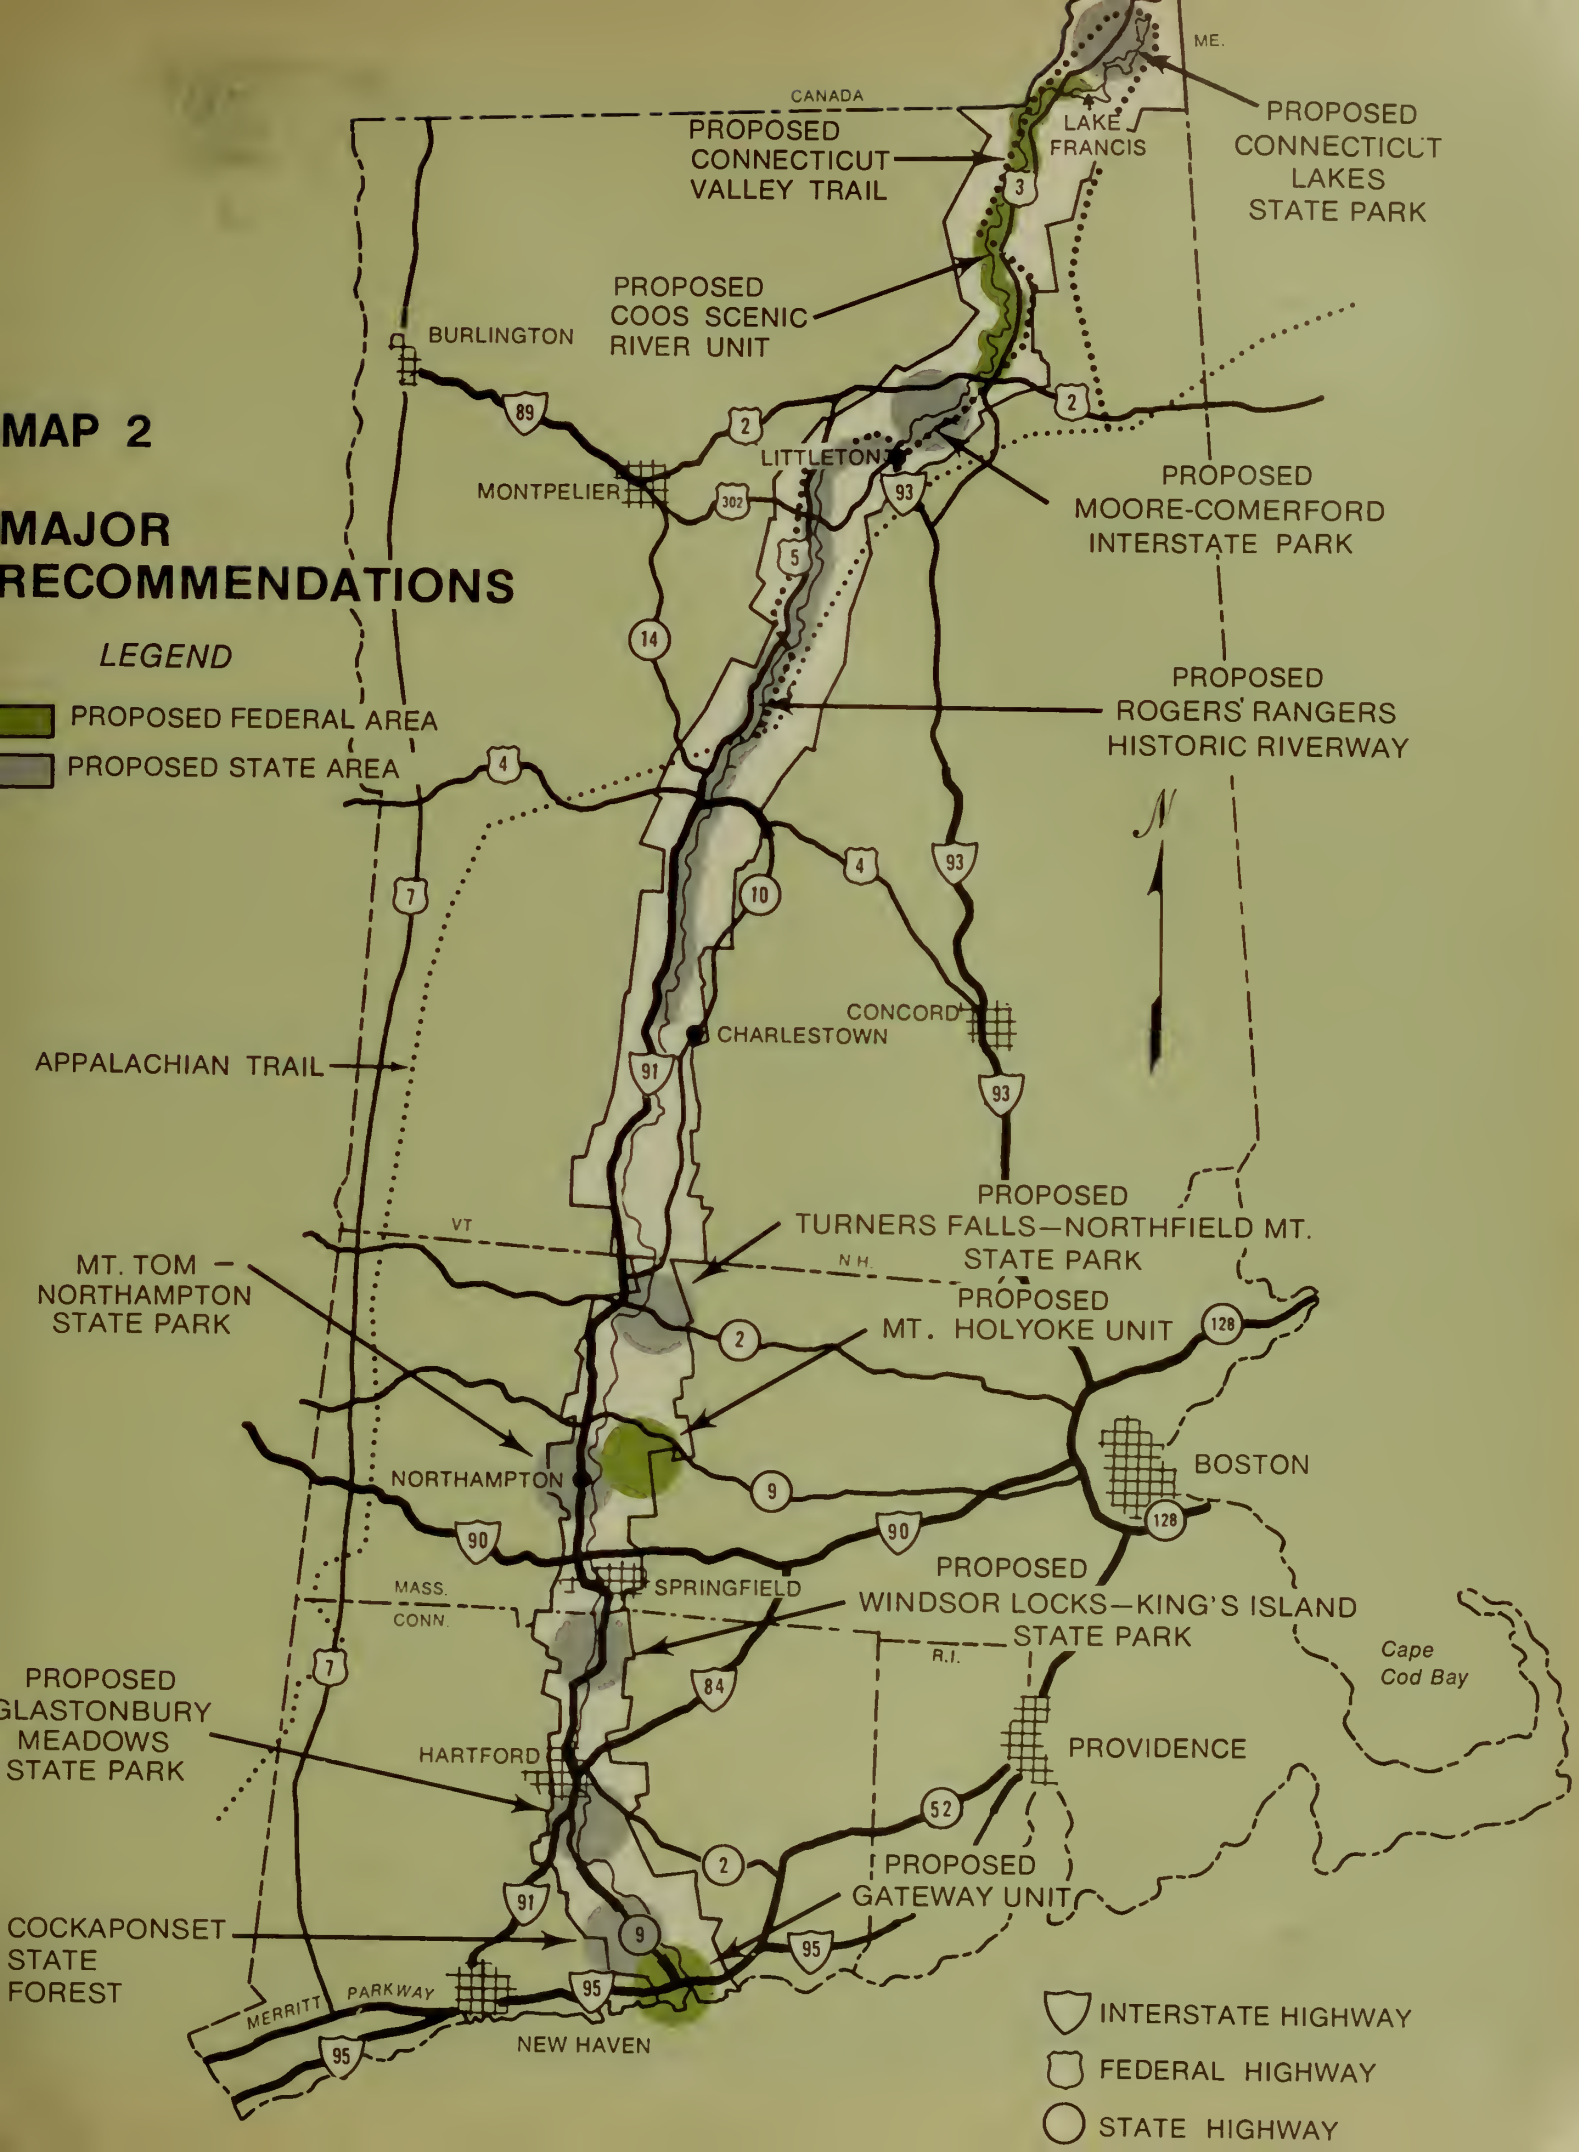 ME.
CANADA
PROPOSED
CONNECTICUT
VALLEY TRAIL
LAKE
FRANCIS
PROPOSED
CONNECTICUT
LAKES
STATE PARK
3
PROPOSED
COOS SCENIC
RIVER UNIT
BURLINGTON
89
2
2
MAP 2
LITTLETON
MONTPELIER
302
93
PROPOSED
MOORE-COMERFORD
INTERSTATE PARK
MAJOR
RECOMMENDATIONS
5
14
LEGEND
PROPOSED FEDERAL AREA
PROPOSED STATE AREA
PROPOSED
ROGERS' RANGERS
HISTORIC RIVERWAY
4
N
7
10
4
93
CONCORD
CHARLESTOWN
APPALACHIAN TRAIL
91
93
PROPOSED
TURNERS FALLS—NORTHFIELD MT.
STATE PARK
VT
N.H.
MT. TOM —
NORTHAMPTON
STATE PARK
PROPOSED
MT. HOLYOKE UNIT
2
128
NORTHAMPTON
9
BOSTON
128
90
90
PROPOSED
WINDSOR LOCKS—KING'S ISLAND
STATE PARK
SPRINGFIELD
MASS.
CONN.
R.I.
Cape
Cod Bay
7
84
PROPOSED
GLASTONBURY
MEADOWS
STATE PARK
HARTFORD
PROVIDENCE
52
2
PROPOSED
GATEWAY UNIT
91
9
95
COCKAPONSET
STATE
FOREST
MERRITT PARKWAY
95
95
NEW HAVEN
INTERSTATE HIGHWAY
FEDERAL HIGHWAY
STATE HIGHWAY